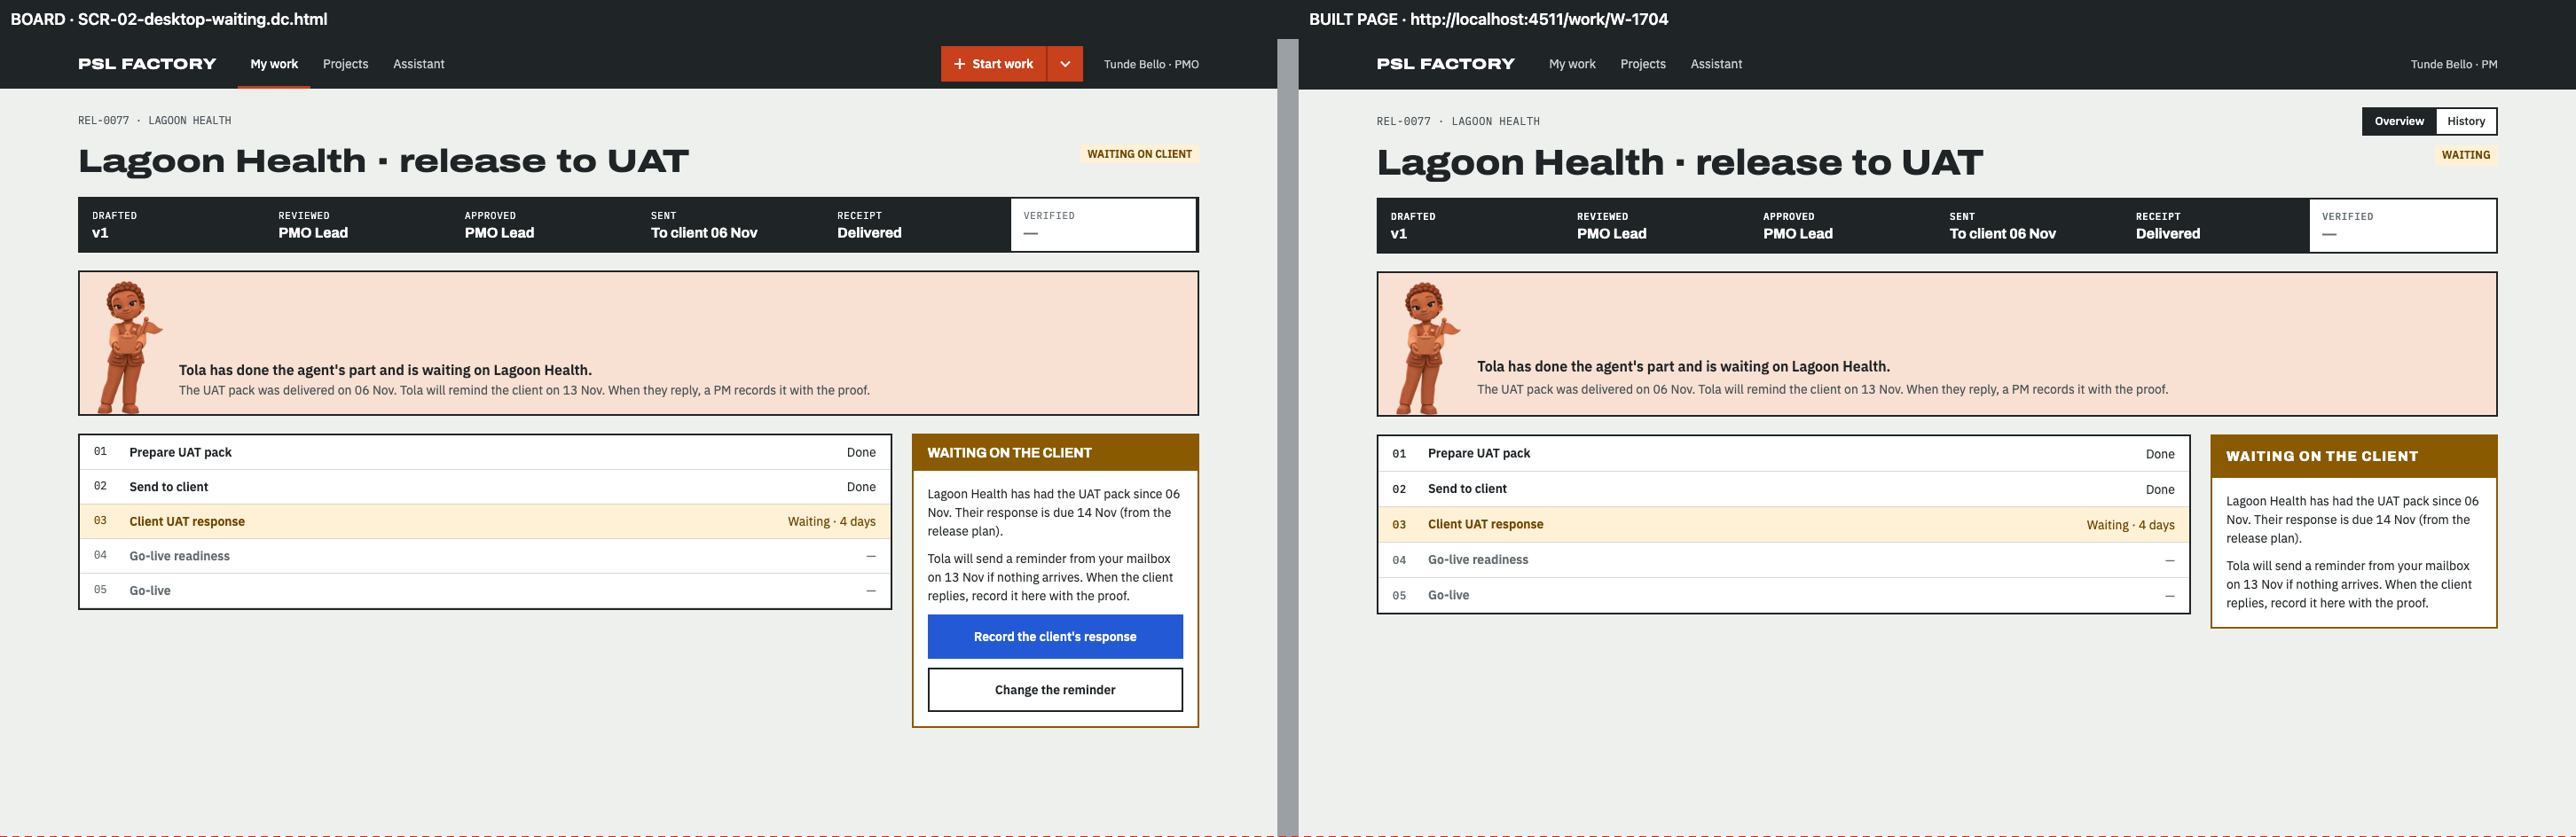 BOARD · SCR-02-desktop-waiting.dc.html
PSL FACTORY My work Projects Assistant + Start work Tunde Bello · PMO
REL-0077 · LAGOON HEALTH
Lagoon Health · release to UAT WAITING ON CLIENT
DRAFTED REVIEWED APPROVED SENT RECEIPT VERIFIED
v1 PMO Lead PMO Lead To client 06 Nov Delivered —
Tola has done the agent's part and is waiting on Lagoon Health.
The UAT pack was delivered on 06 Nov. Tola will remind the client on 13 Nov. When they reply, a PM records it with the proof.
01 Prepare UAT pack Done
02 Send to client Done
03 Client UAT response Waiting · 4 days
04 Go-live readiness —
05 Go-live —
WAITING ON THE CLIENT
Lagoon Health has had the UAT pack since 06
Nov. Their response is due 14 Nov (from the
release plan).
Tola will send a reminder from your mailbox
on 13 Nov if nothing arrives. When the client
replies, record it here with the proof.
Record the client's response
Change the reminder
BUILT PAGE · http://localhost:4511/work/W-1704
PSL FACTORY My work Projects Assistant Tunde Bello · PM
REL-0077 · LAGOON HEALTH Overview History
Lagoon Health · release to UAT WAITING
DRAFTED REVIEWED APPROVED SENT RECEIPT VERIFIED
v1 PMO Lead PMO Lead To client 06 Nov Delivered —
Tola has done the agent's part and is waiting on Lagoon Health.
The UAT pack was delivered on 06 Nov. Tola will remind the client on 13 Nov. When they reply, a PM records it with the proof.
01 Prepare UAT pack Done
02 Send to client Done
03 Client UAT response Waiting · 4 days
04 Go-live readiness —
05 Go-live —
WAITING ON THE CLIENT
Lagoon Health has had the UAT pack since 06
Nov. Their response is due 14 Nov (from the
release plan).
Tola will send a reminder from your mailbox
on 13 Nov if nothing arrives. When the client
replies, record it here with the proof.